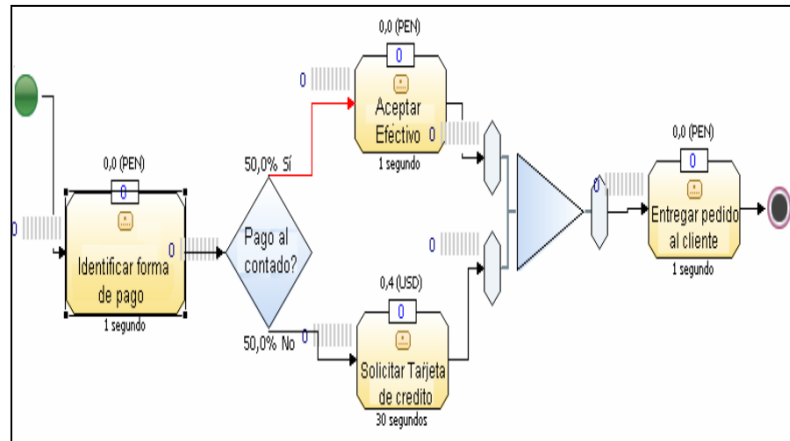 0,0 (PEN)
0
0
Aceptar
Efectivo
1 segundo
0
0,0 (PEN)
0
0
Identificar forma
de pago
1 segundo
0
50,0% Sí
Pago al
contado?
50,0% No
0
0,4 (USD)
0
0
Solicitar Tarjeta
de credito
30 segundos
0,0 (PEN)
0
0
Entregar pedido
al cliente
1 segundo